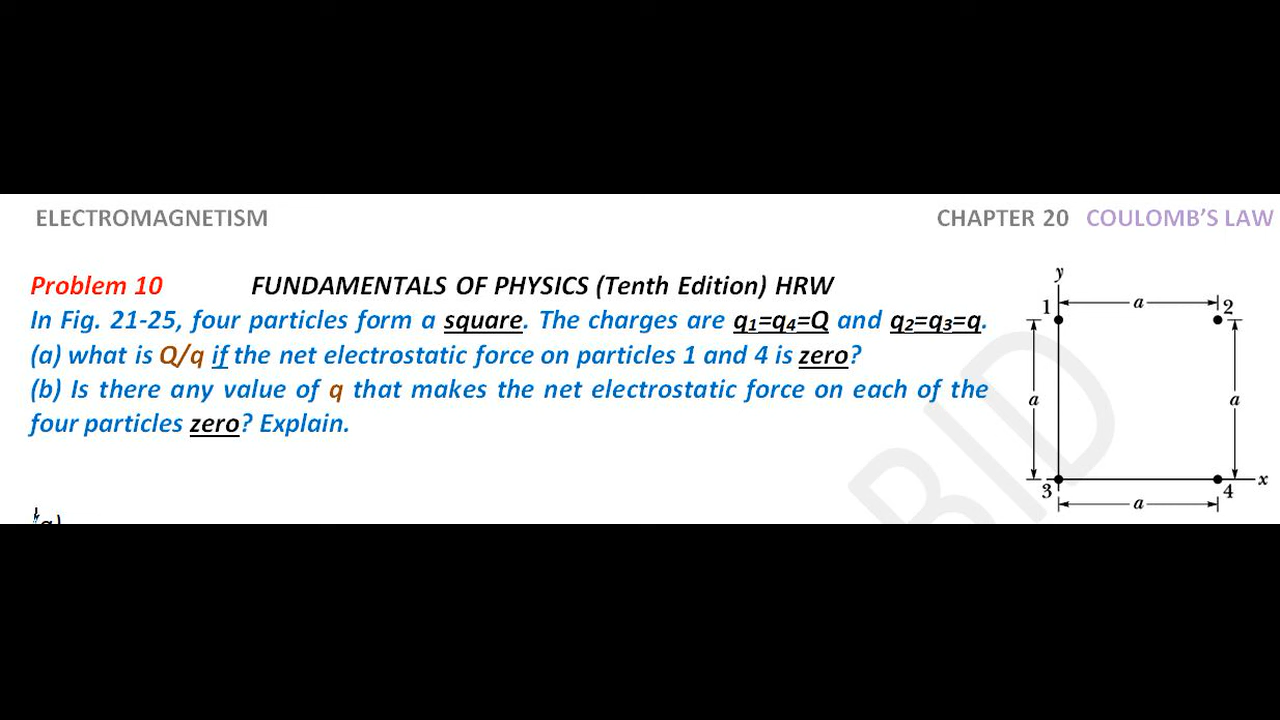 ELECTROMAGNETISM CHAPTER 20 COULOMB'S LAW
Problem 10 FUNDAMENTALS OF PHYSICS (Tenth Edition) HRW
In Fig. 21-25, four particles form a square. The charges are q₁=q₄=Q and q₂=q₃=q.
(a) what is Q/q if the net electrostatic force on particles 1 and 4 is zero?
(b) Is there any value of q that makes the net electrostatic force on each of the
four particles zero? Explain.
y
1 a 2
a a
3 4 x
a
BID